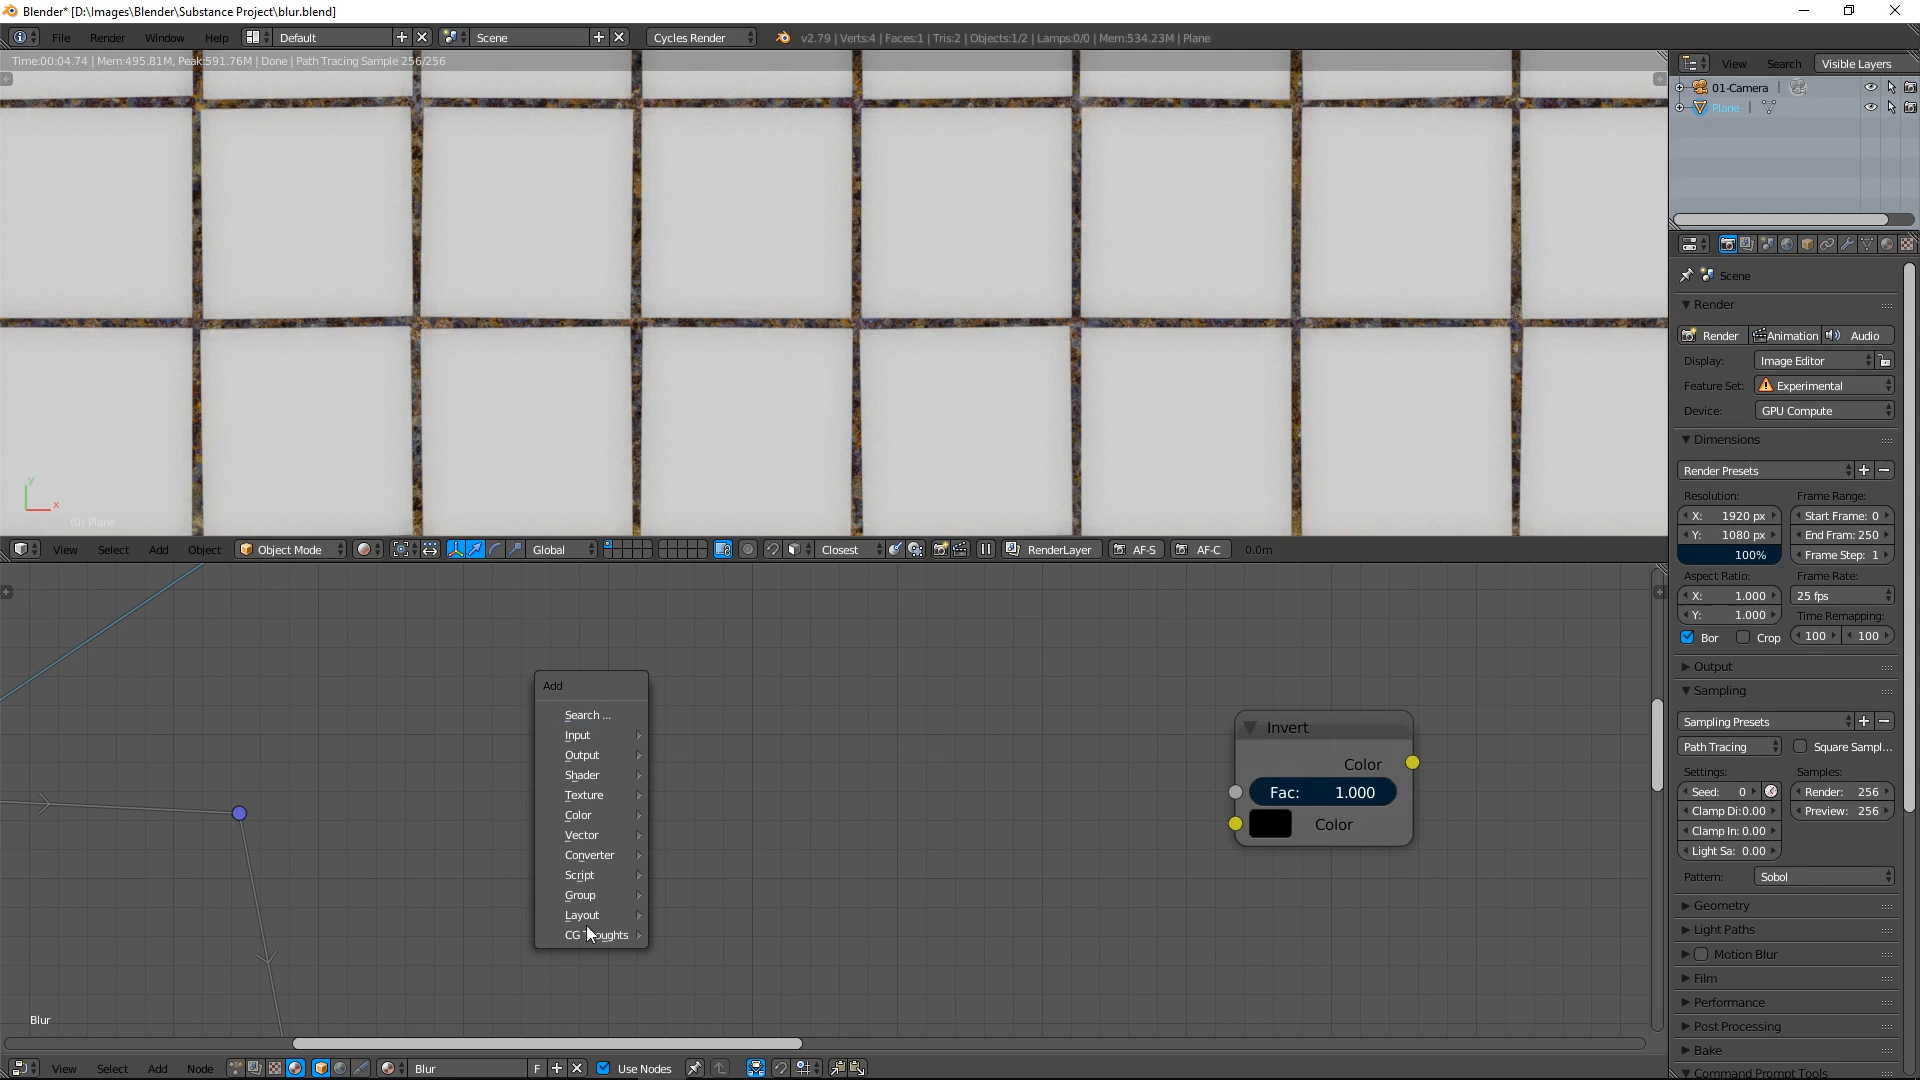 Blender* [D:\Images\Blender\Substance Project\blur.blend]
File Render Window Help Default Scene Cycles Render v2.79 | Verts:4 | Faces:1 | Tris:2 | Objects:1/2 | Lamps:0/0 | Mem:534.23M | Plane
Time:00:04.74 | Mem:495.81M, Peak:591.76M | Done | Path Tracing Sample 256/256
View Search Visible Layers
01-Camera |
Plane |
Scene
Render
Render Animation Audio
Display: Image Editor
Feature Set: Experimental
Device: GPU Compute
Dimensions
Render Presets
Resolution: Frame Range:
X: 1920 px Start Frame: 0
Y: 1080 px End Fram: 250
100% Frame Step: 1
Aspect Ratio: Frame Rate:
X: 1.000 25 fps
Y: 1.000 Time Remapping:
Bor Crop 100 100
Output
Sampling
Sampling Presets
Path Tracing Square Sampl...
Settings: Samples:
Seed: 0 Render: 256
Clamp Di:0.00 Preview: 256
Clamp In: 0.00
Light Sa: 0.00
Pattern: Sobol
Geometry
Light Paths
Motion Blur
Film
Performance
Post Processing
Bake
Command Prompt Tools
y
x
(0) Plane
View Select Add Object Object Mode Global Closest RenderLayer AF-S AF-C 0.0m
Add
Search ...
Input
Output
Shader
Texture
Color
Vector
Converter
Script
Group
Layout
CG
Invert
Color
Fac: 1.000
Color
Blur
View Select Add Node Blur F Use Nodes